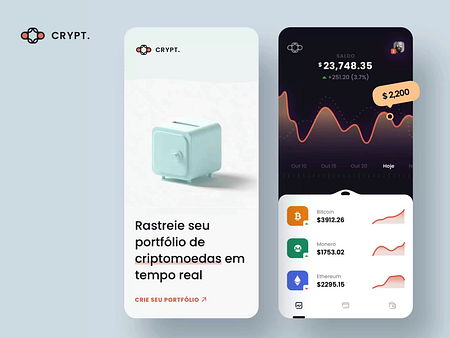 CRYPT.
CRYPT.
Rastreie seu
portfólio de
criptomoedas em
tempo real
CRIE SEU PORTFÓLIO
SALDO
$23,748.35
+251.20 (3.7%)
$2,200
Out 10
Out 15
Out 20
Hoje
Bitcoin
$3912.26
Monero
$1753.02
Ethereum
$2295.15